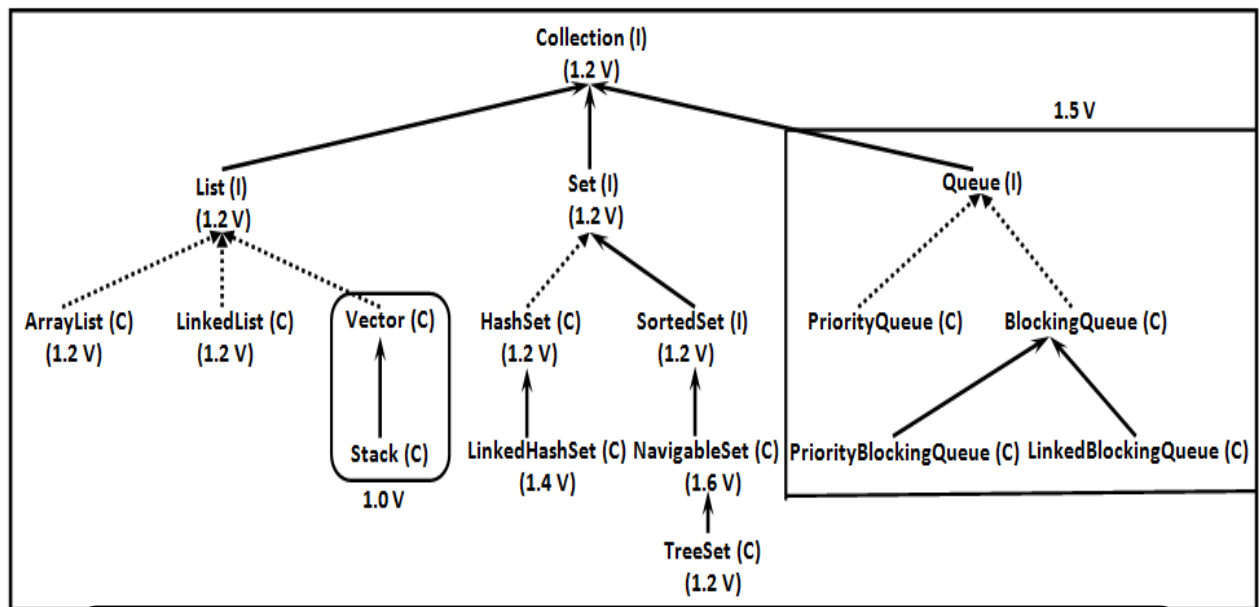 Collection (I)
(1.2 V)
1.5 V
List (I)
(1.2 V)
Set (I)
(1.2 V)
Queue (I)
ArrayList (C)
(1.2 V)
LinkedList (C)
(1.2 V)
Vector (C)
HashSet (C)
(1.2 V)
SortedSet (I)
(1.2 V)
PriorityQueue (C)
BlockingQueue (C)
Stack (C)
1.0 V
LinkedHashSet (C)
(1.4 V)
NavigableSet (C)
(1.6 V)
PriorityBlockingQueue (C)
LinkedBlockingQueue (C)
TreeSet (C)
(1.2 V)